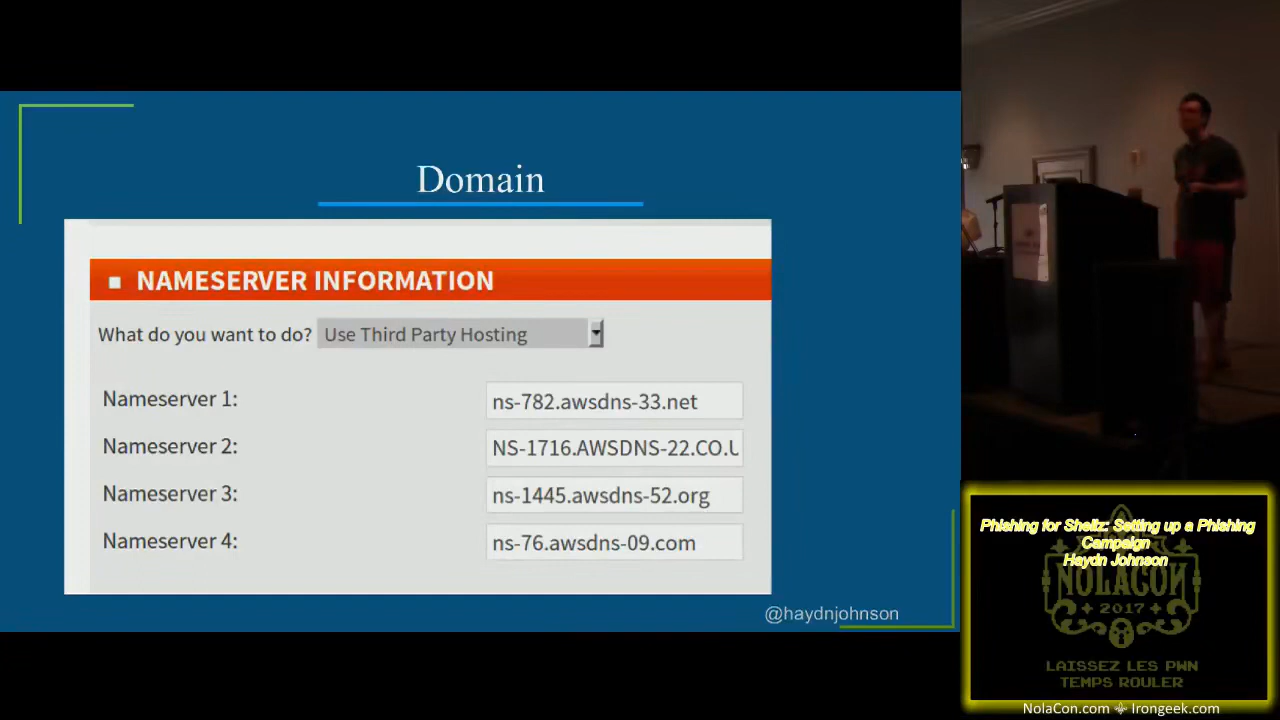 Domain
NAMESERVER INFORMATION
What do you want to do? Use Third Party Hosting
Nameserver 1: ns-782.awsdns-33.net
Nameserver 2: NS-1716.AWSDNS-22.CO.U
Nameserver 3: ns-1445.awsdns-52.org
Nameserver 4: ns-76.awsdns-09.com
@haydnjohnson
Phishing for Shellz: Setting up a Phishing
Campaign
Haydn Johnson
NOLACON
2017
LAISSEZ LES PWN
TEMPS ROULER
NolaCon.com Irongeek.com